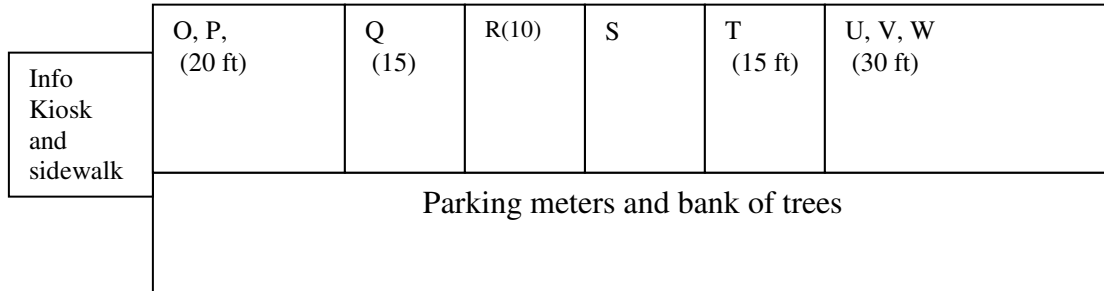 O, P,
(20 ft)
Q
(15)
R(10)
S
T
(15 ft)
U, V, W
(30 ft)
Info
Kiosk
and
sidewalk
Parking meters and bank of trees